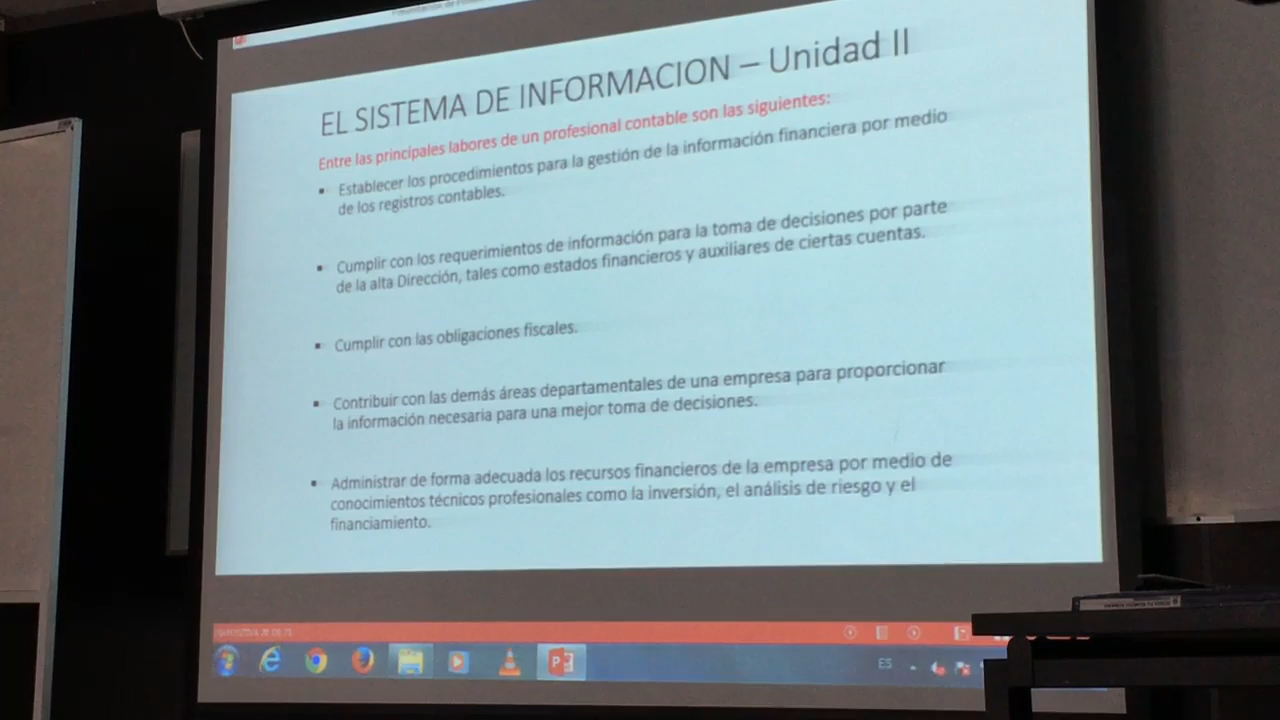 EL SISTEMA DE INFORMACION – Unidad II
Entre las principales labores de un profesional contable son las siguientes:
▪ Establecer los procedimientos para la gestión de la información financiera por medio
de los registros contables.
▪ Cumplir con los requerimientos de información para la toma de decisiones por parte
de la alta Dirección, tales como estados financieros y auxiliares de ciertas cuentas.
▪ Cumplir con las obligaciones fiscales.
▪ Contribuir con las demás áreas departamentales de una empresa para proporcionar
la información necesaria para una mejor toma de decisiones.
▪ Administrar de forma adecuada los recursos financieros de la empresa por medio de
conocimientos técnicos profesionales como la inversión, el análisis de riesgo y el
financiamiento.
ES